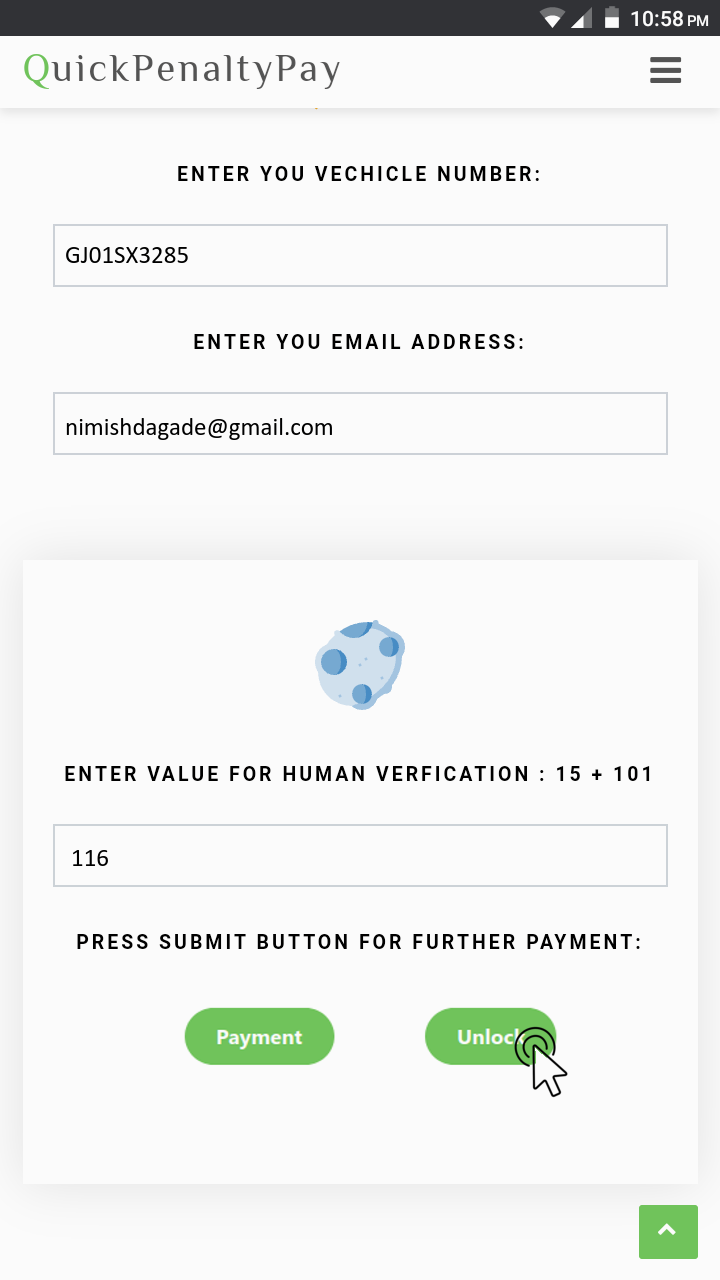 10:58 PM
QuickPenaltyPay
ENTER YOU VECHICLE NUMBER:
GJ01SX3285
ENTER YOU EMAIL ADDRESS:
nimishdagade@gmail.com
ENTER VALUE FOR HUMAN VERFICATION : 15 + 101
116
PRESS SUBMIT BUTTON FOR FURTHER PAYMENT:
Payment Unlock